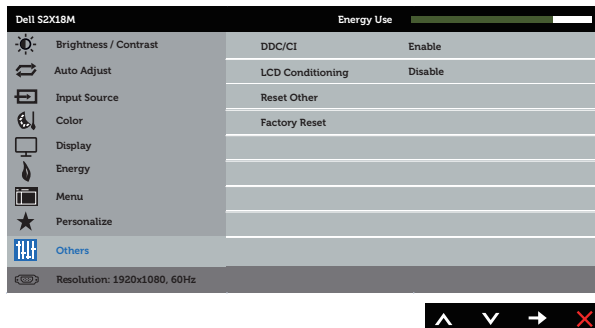 Dell S2X18M Energy Use
Brightness / Contrast DDC/CI Enable
Auto Adjust LCD Conditioning Disable
Input Source Reset Other
Color Factory Reset
Display
Energy
Menu
Personalize
Others
Resolution: 1920x1080, 60Hz